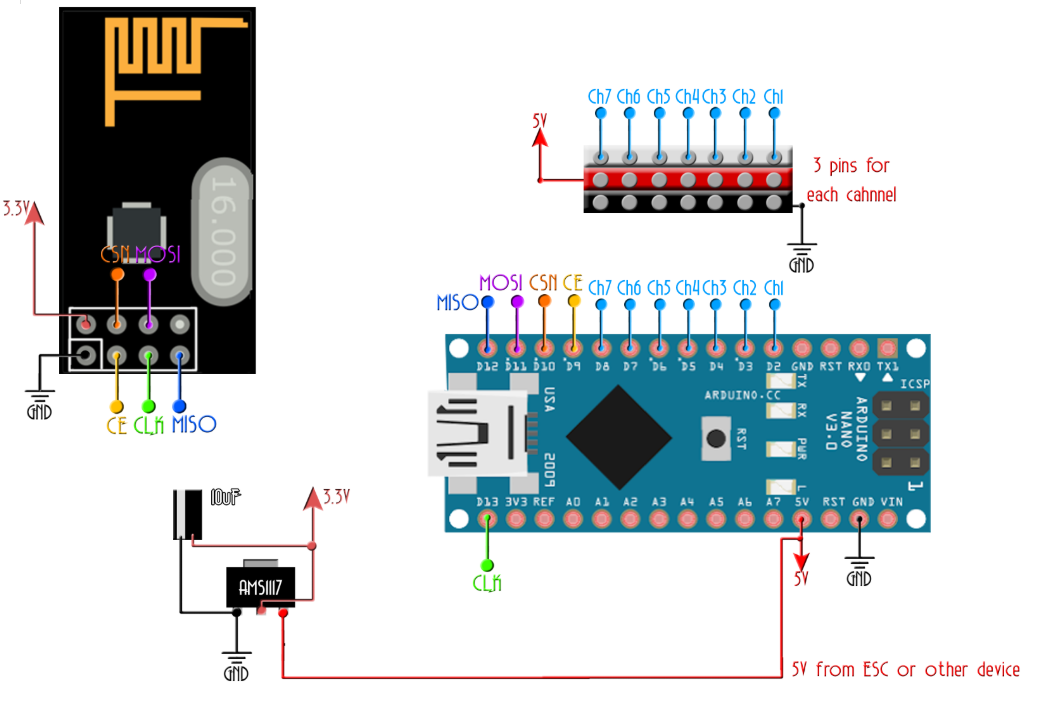 16.000
3.3V
CSN MOSI
GND
CE CLK MISO
Ch7 Ch6 Ch5 Ch4 Ch3 Ch2 Ch1
5V
3 pins for
each cahnnel
GND
MISO MOSI CSN CE Ch7 Ch6 Ch5 Ch4 Ch3 Ch2 Ch1
D12 D11 D10 D9 D8 D7 D6 D5 D4 D3 D2 GND RST RX0 TX1
USA
2009
ARDUINO.CC
RST
TX
RX
PWR
L
ICSP
ARDUINO
NANO
V3.0
1
D13 3V3 REF A0 A1 A2 A3 A4 A5 A6 A7 5V RST GND VIN
CLK
5V
GND
10uF
3.3V
AMS1117
GND
5V from ESC or other device